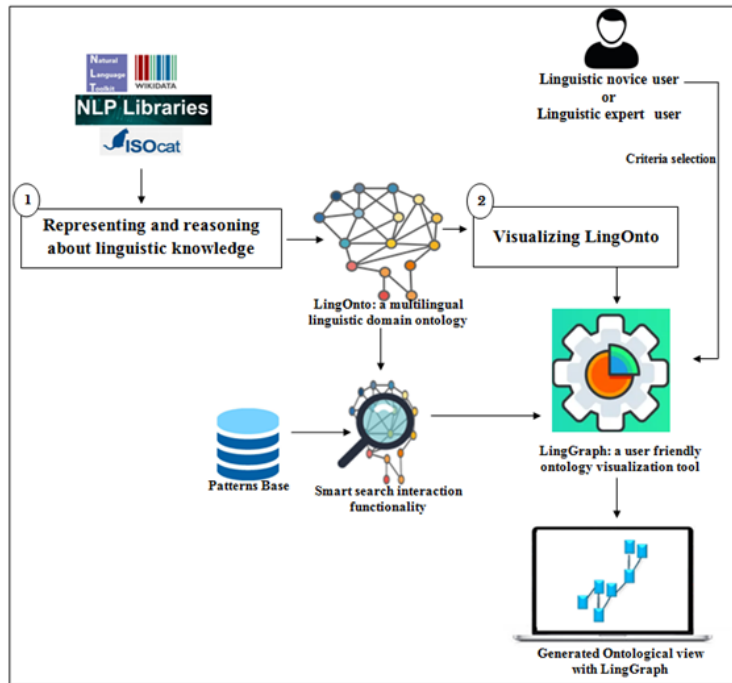 Natural
Language
Toolkit
WIKIDATA
NLP Libraries
ISOcat
Linguistic novice user
or
Linguistic expert user
Criteria selection
1
Representing and reasoning
about linguistic knowledge
2
Visualizing LingOnto
LingOnto: a multilingual
linguistic domain ontology
Patterns Base
Smart search interaction
functionality
LingGraph: a user friendly
ontology visualization tool
Generated Ontological view
with LingGraph